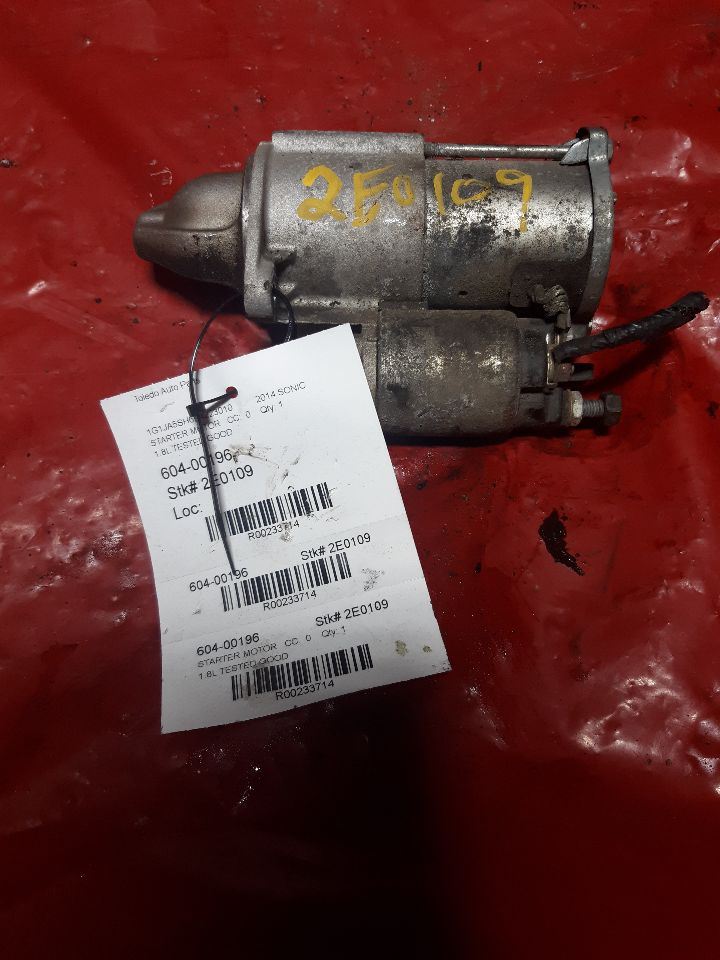 2E0109
Toledo Auto Parts
2014 SONIC
STARTER MOTOR CC: 0 Qty: 1
1.8L TESTED GOOD
604-00196
Stk# 2E0109
Loc:
R00233714
604-00196 Stk# 2E0109
R00233714
604-00196 Stk# 2E0109
STARTER MOTOR CC: 0 Qty: 1
1.8L TESTED GOOD
R00233714